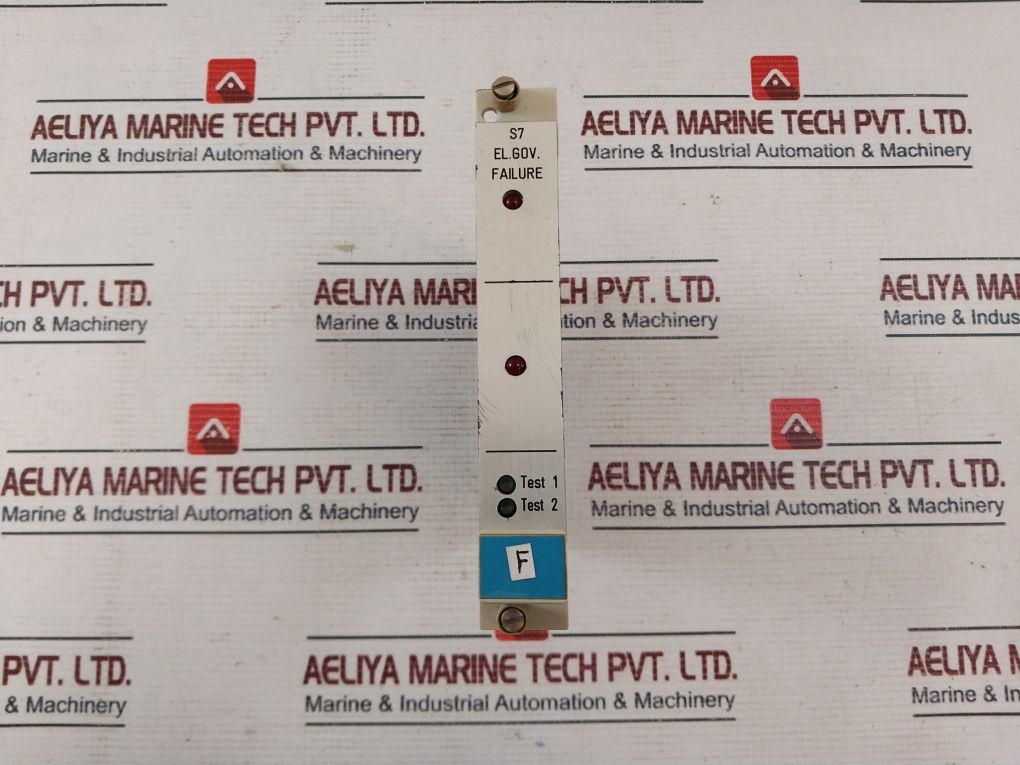 AELIYA MARINE TECH PVT. LTD.
Marine & Industrial Automation & Machinery
AELIYA MARINE TECH PVT. LTD.
Marine & Industrial Automation & Machinery
S7
EL.GOV.
FAILURE
CH PVT. LTD.
ion & Machinery
AELIYA MARI
Marine & Industria
CH PVT. LTD.
tion & Machinery
AELIYA MA
Marine & Indus
AELIYA MARINE TECH PVT. LTD.
Marine & Industrial Automation & Machinery
Test 1
Test 2
AELIYA MARINE TECH PVT. LTD.
Marine & Industrial Automation & Machinery
F
PVT. LTD.
& Machinery
AELIYA MARINE TECH PVT. LTD.
Marine & Industrial Automation & Machinery
AELIYA M
Marine & In